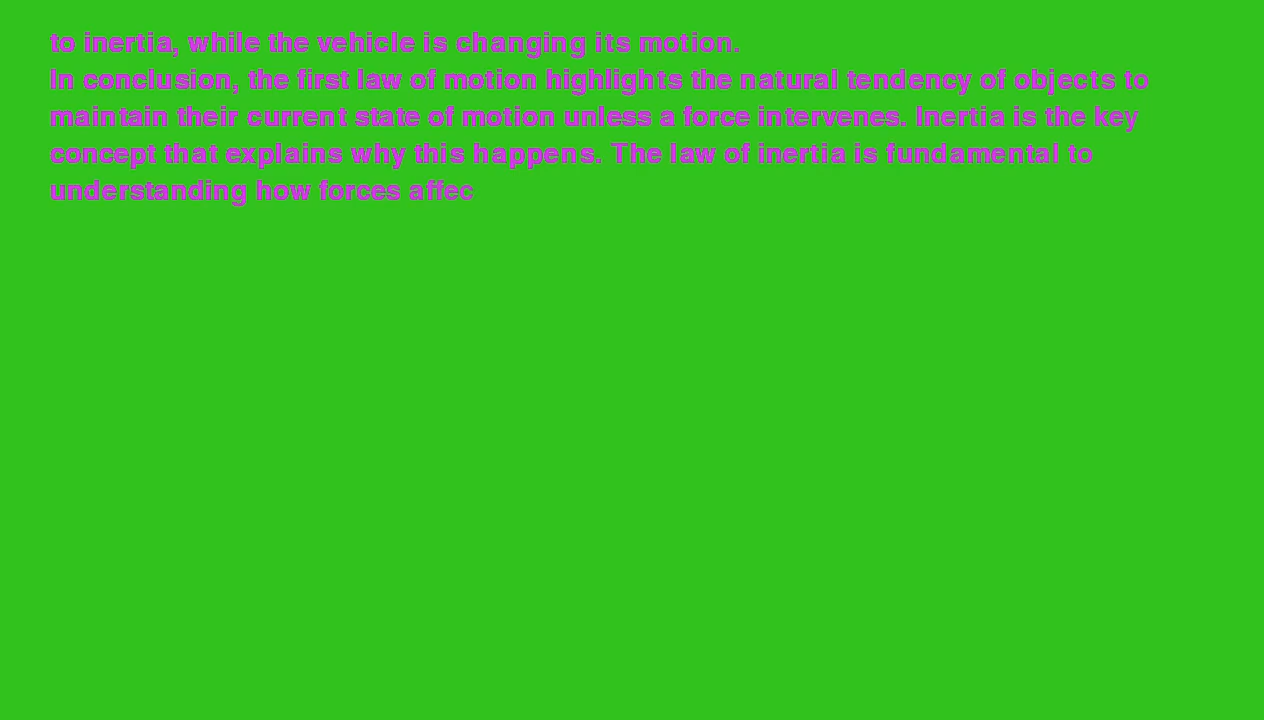 to inertia, while the vehicle is changing its motion.
In conclusion, the first law of motion highlights the natural tendency of objects to
maintain their current state of motion unless a force intervenes. Inertia is the key
concept that explains why this happens. The law of inertia is fundamental to
understanding how forces affec